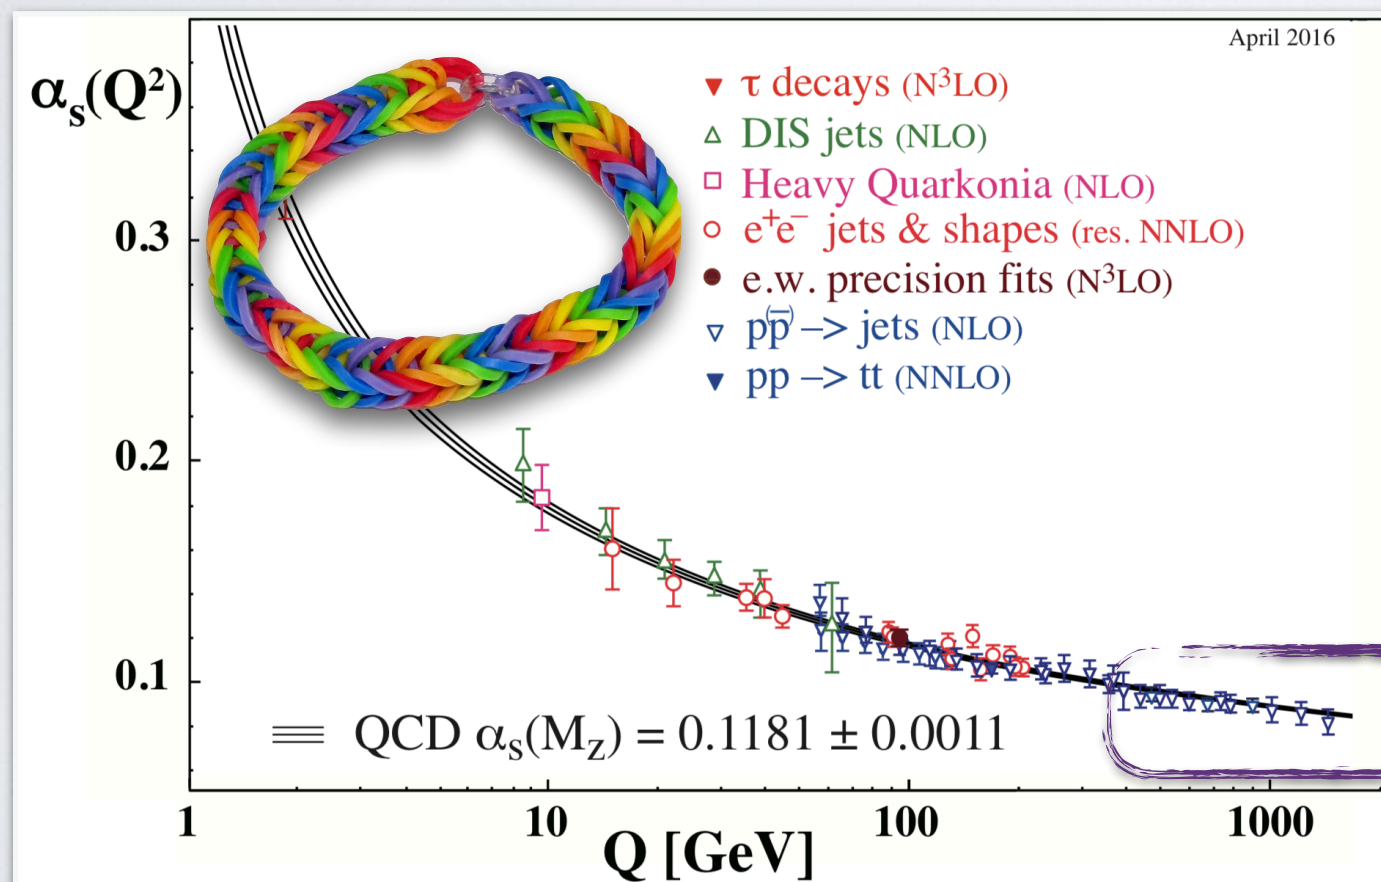 April 2016
αs(Q²)
τ decays (N³LO)
DIS jets (NLO)
Heavy Quarkonia (NLO)
e⁺e⁻ jets & shapes (res. NNLO)
e.w. precision fits (N³LO)
p(p̅) –> jets (NLO)
pp –> tt (NNLO)
0.3
0.2
0.1
QCD αs(Mz) = 0.1181 ± 0.0011
1 10 100 1000
Q [GeV]